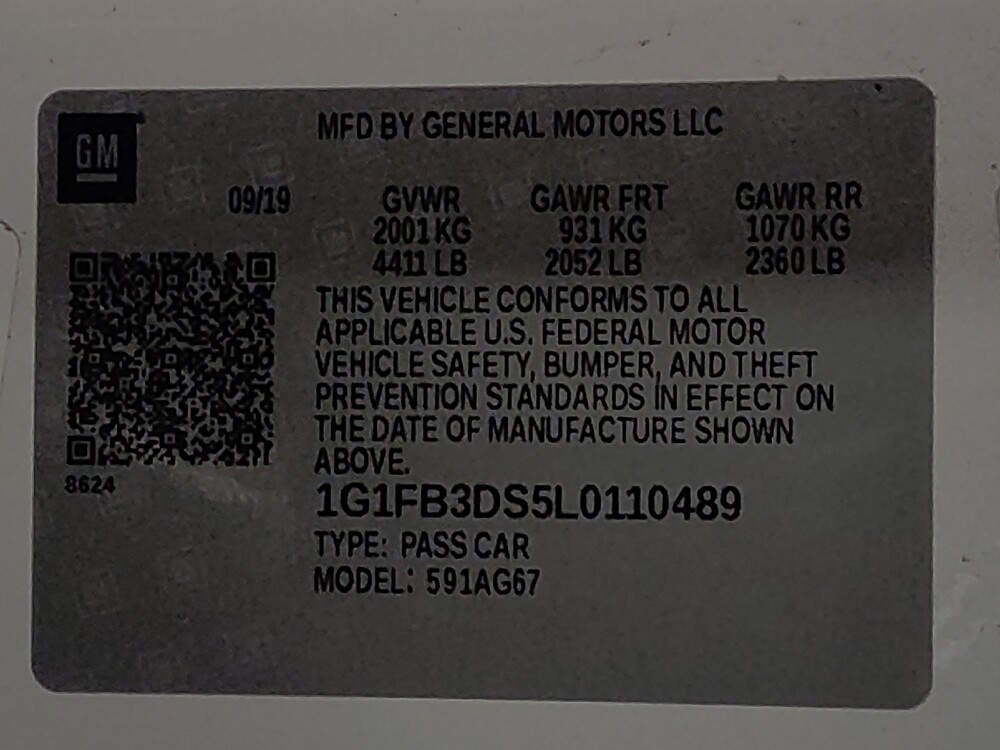 GM
MFD BY GENERAL MOTORS LLC
09/19 GVWR GAWR FRT GAWR RR
2001 KG 931 KG 1070 KG
4411 LB 2052 LB 2360 LB
THIS VEHICLE CONFORMS TO ALL
APPLICABLE U.S. FEDERAL MOTOR
VEHICLE SAFETY, BUMPER, AND THEFT
PREVENTION STANDARDS IN EFFECT ON
THE DATE OF MANUFACTURE SHOWN
ABOVE.
8624
1G1FB3DS5L0110489
TYPE: PASS CAR
MODEL: 591AG67